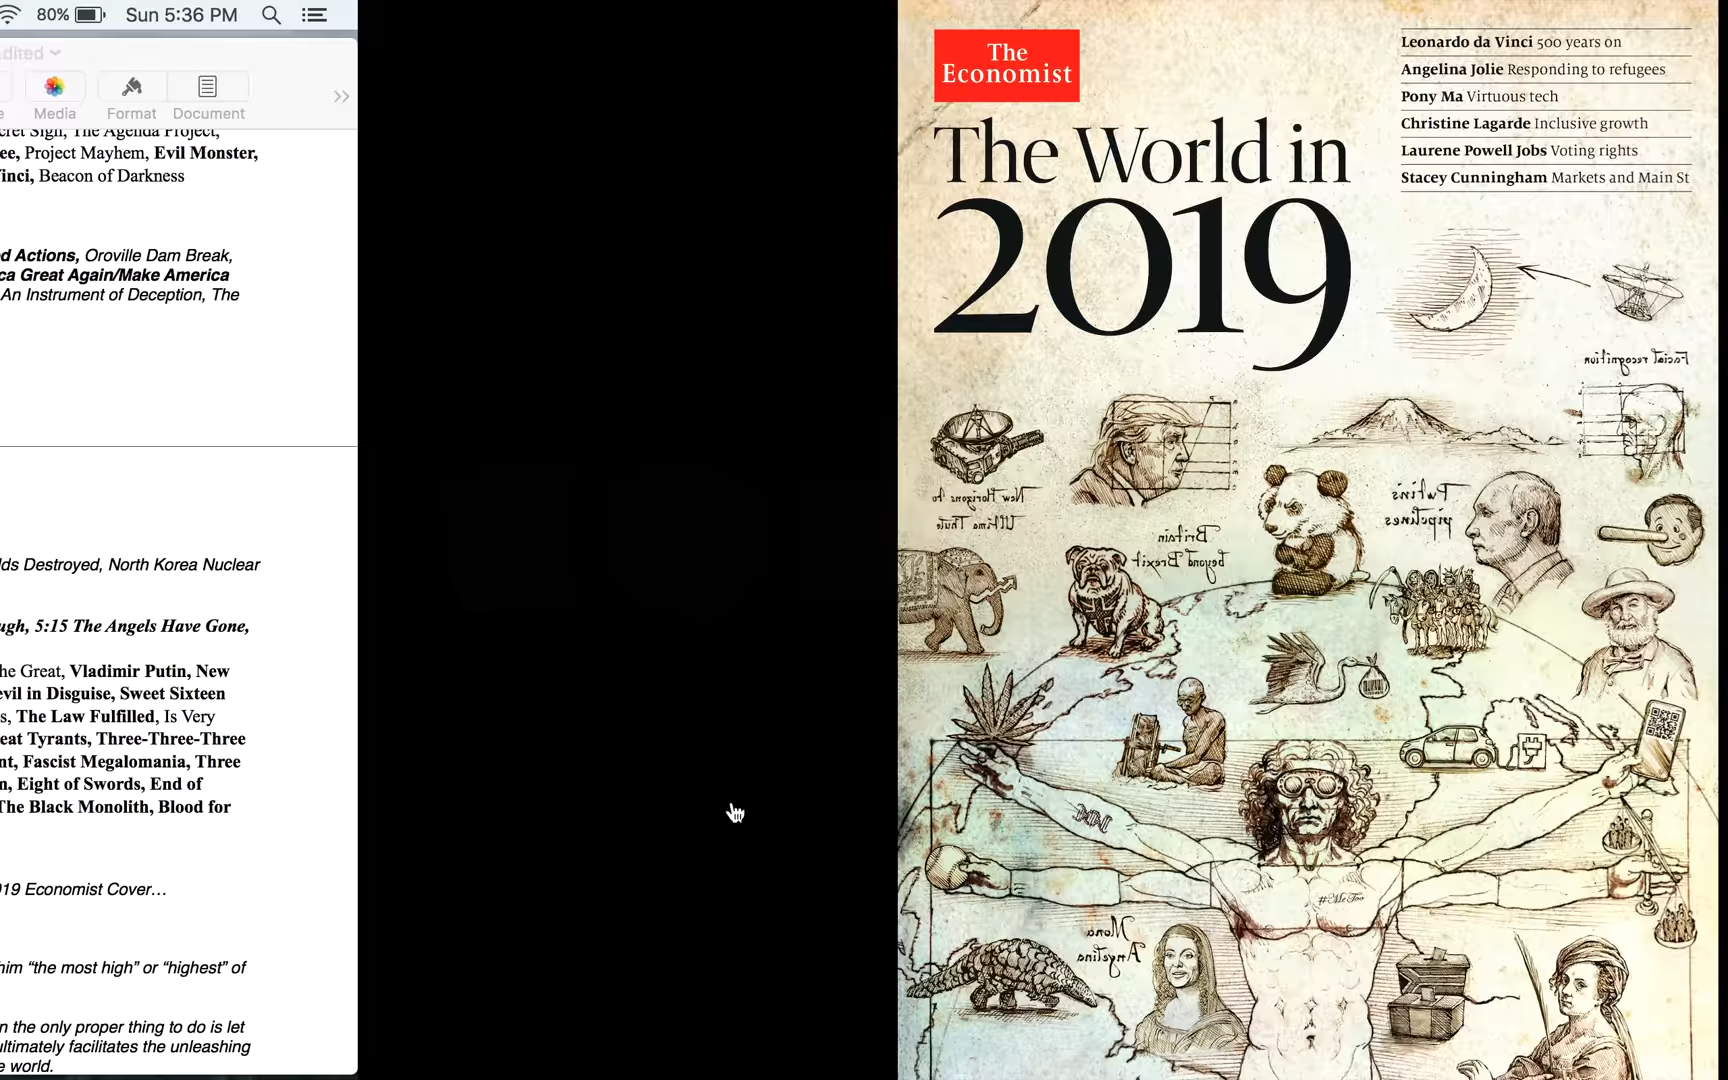 80%
Sun 5:36 PM
dited
Media
Format
Document
cret Sign, The Agenda Project,
ee, Project Mayhem, Evil Monster,
inci, Beacon of Darkness
d Actions, Oroville Dam Break,
ca Great Again/Make America
An Instrument of Deception, The
lds Destroyed, North Korea Nuclear
ugh, 5:15 The Angels Have Gone,
he Great, Vladimir Putin, New
evil in Disguise, Sweet Sixteen
s, The Law Fulfilled, Is Very
eat Tyrants, Three-Three-Three
nt, Fascist Megalomania, Three
n, Eight of Swords, End of
The Black Monolith, Blood for
019 Economist Cover…
him “the most high” or “highest” of
n the only proper thing to do is let
ultimately facilitates the unleashing
e world.
The
Economist
The World in
2019
Leonardo da Vinci 500 years on
Angelina Jolie Responding to refugees
Pony Ma Virtuous tech
Christine Lagarde Inclusive growth
Laurene Powell Jobs Voting rights
Stacey Cunningham Markets and Main St
Facial recognition
New Horizons to
Ultima Thule
Britain
beyond Brexit
Putin's
pipelines
#MeToo
Mona
Angelina